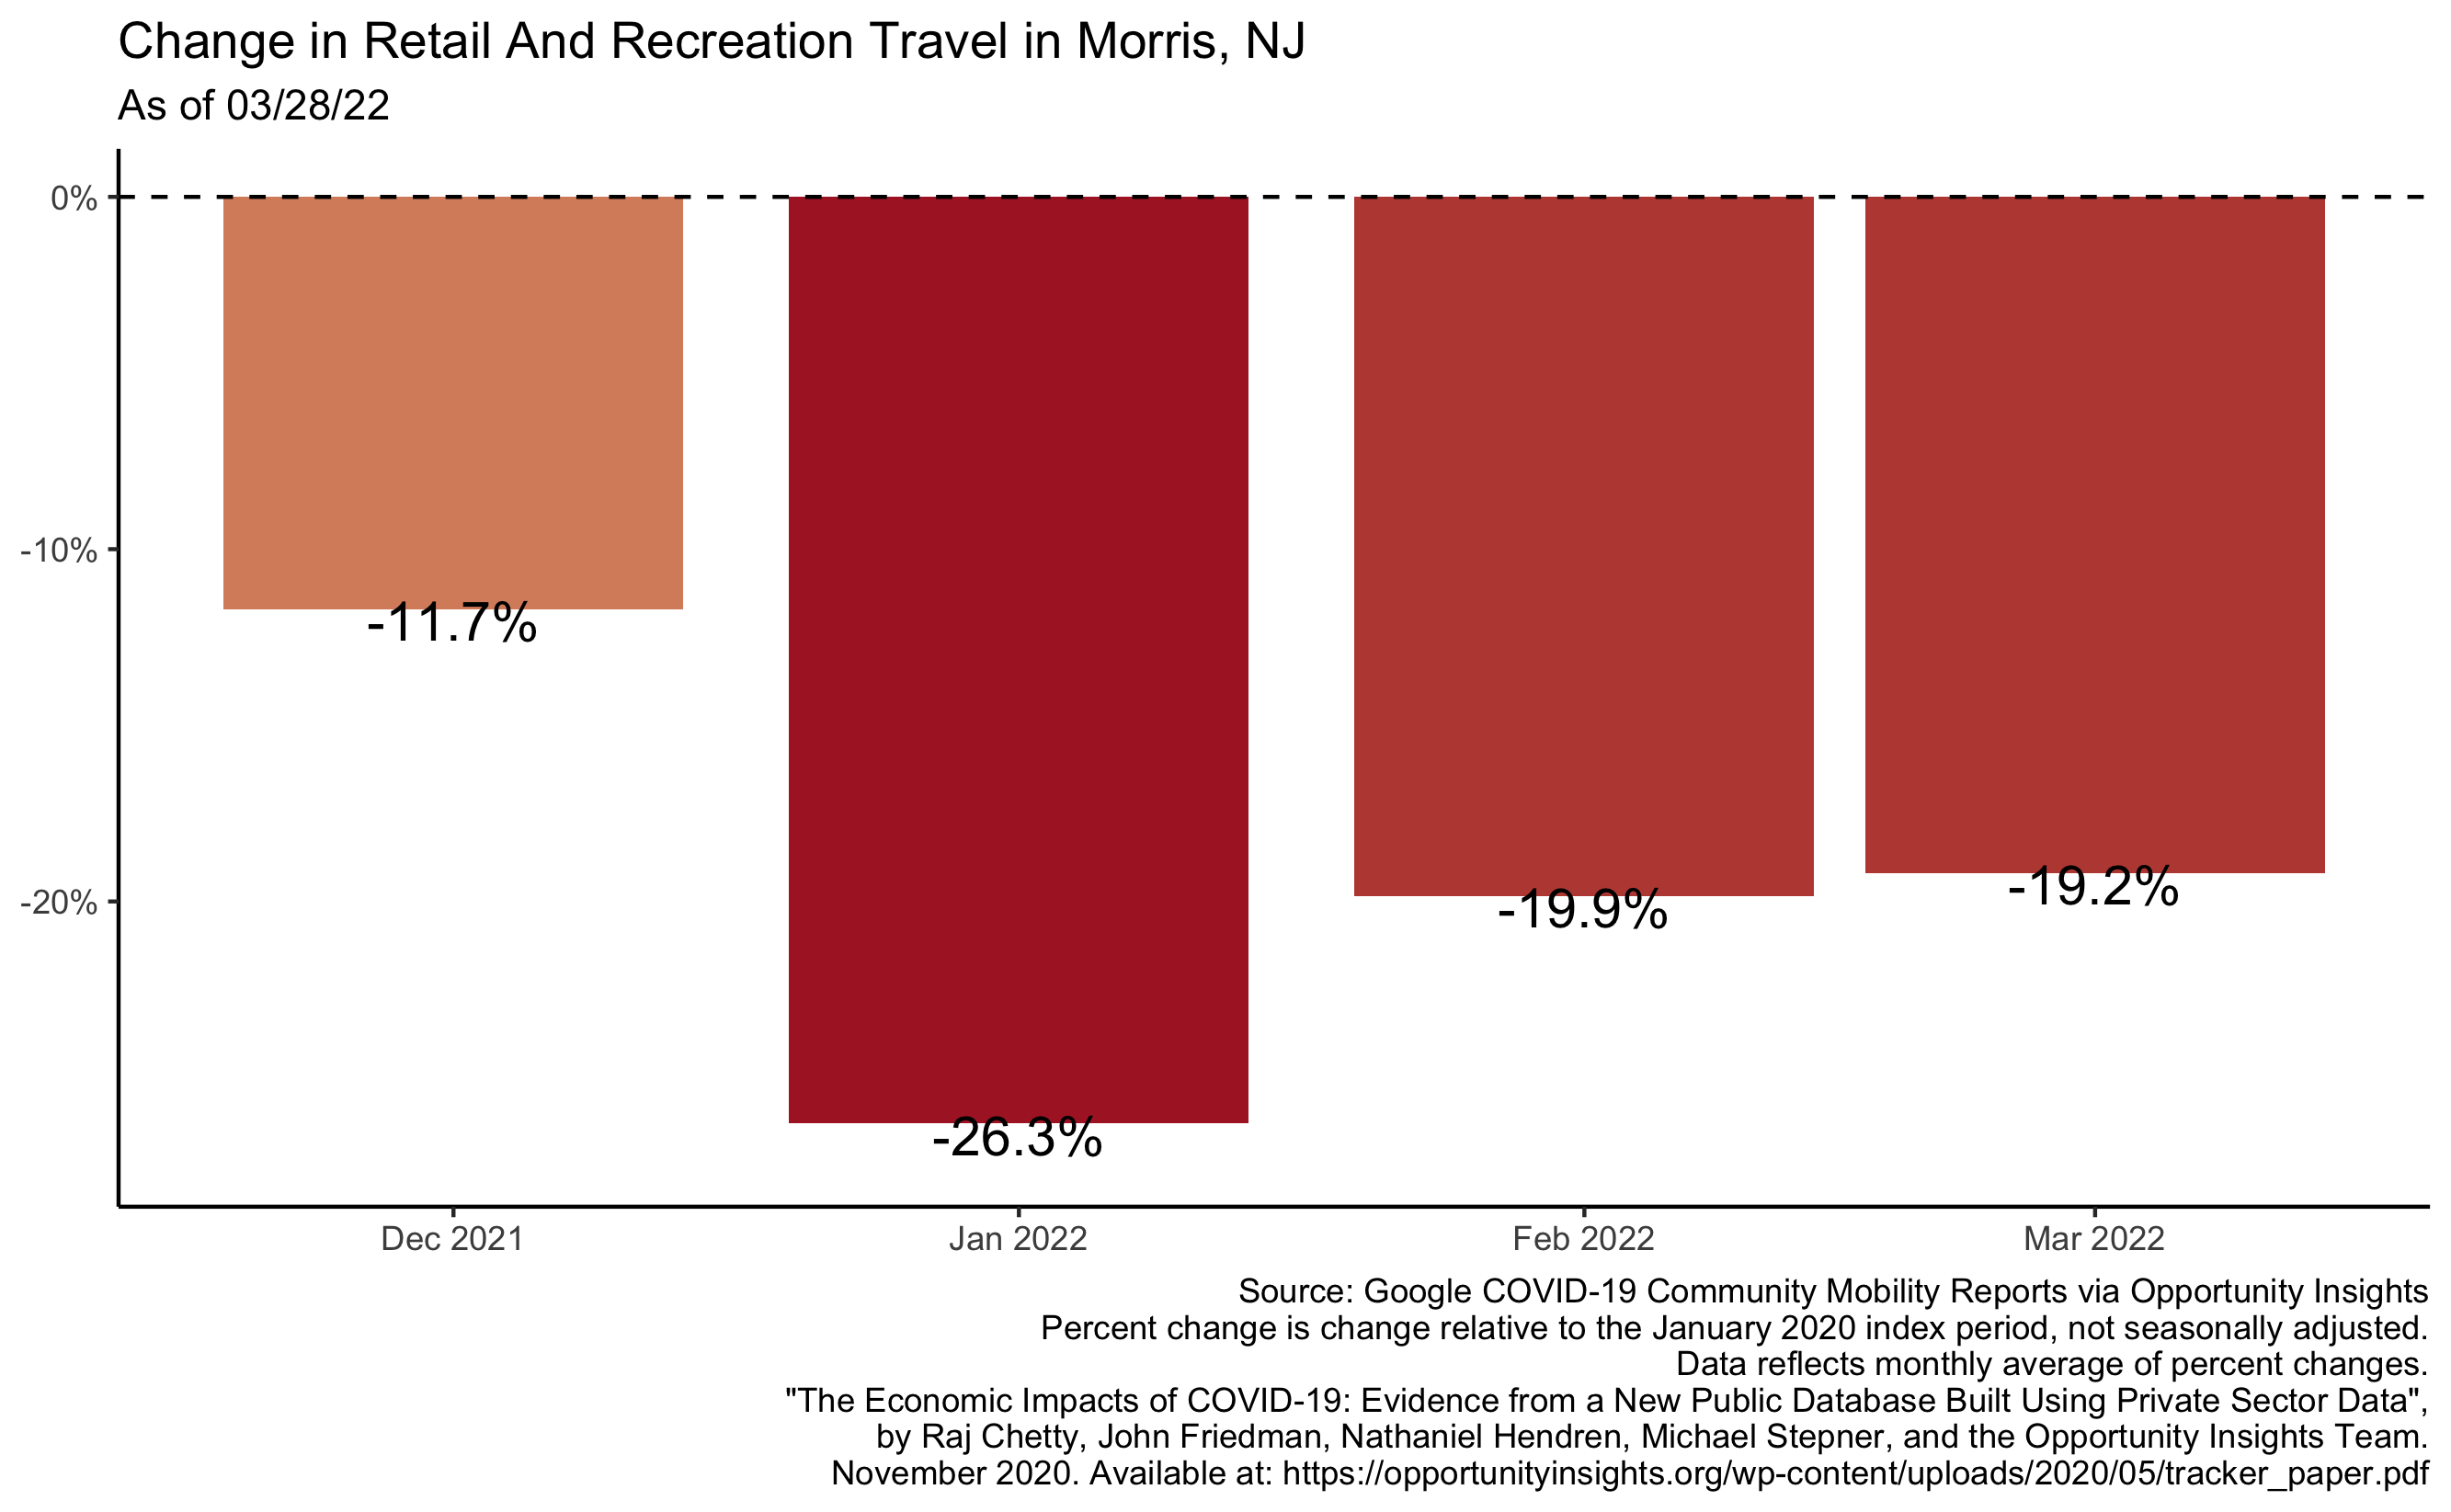 Change in Retail And Recreation Travel in Morris, NJ
As of 03/28/22
0%
-10%
-20%
-11.7%
-26.3%
-19.9%
-19.2%
Dec 2021
Jan 2022
Feb 2022
Mar 2022
Source: Google COVID-19 Community Mobility Reports via Opportunity Insights
Percent change is change relative to the January 2020 index period, not seasonally adjusted.
Data reflects monthly average of percent changes.
"The Economic Impacts of COVID-19: Evidence from a New Public Database Built Using Private Sector Data",
by Raj Chetty, John Friedman, Nathaniel Hendren, Michael Stepner, and the Opportunity Insights Team.
November 2020. Available at: https://opportunityinsights.org/wp-content/uploads/2020/05/tracker_paper.pdf